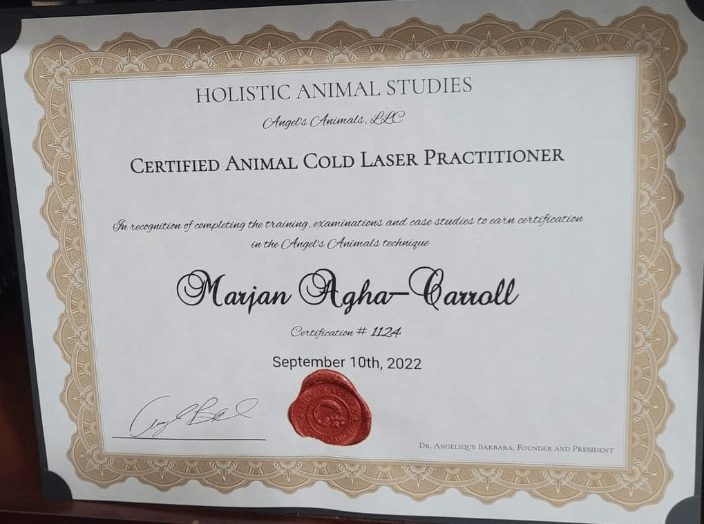 HOLISTIC ANIMAL STUDIES
Angel's Animals, LLC
CERTIFIED ANIMAL COLD LASER PRACTITIONER
In recognition of completing the training, examinations and case studies to earn certification
in the Angel's Animals technique
Marjan Agha-Carroll
Certification # 1124
September 10th, 2022
DR. ANGELIQUE BARBARA, FOUNDER AND PRESIDENT